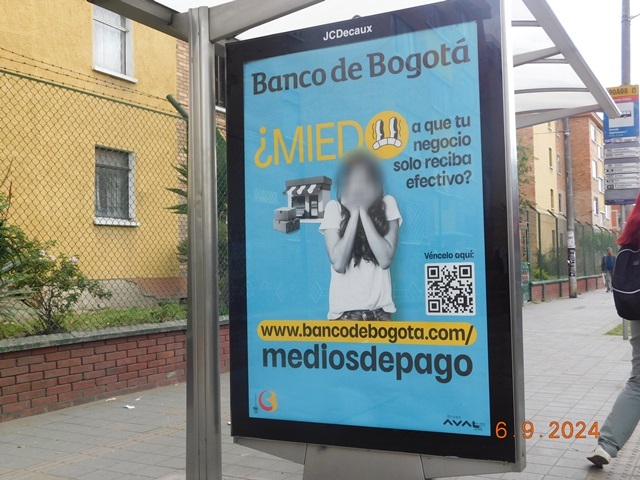 JCDecaux
Banco de Bogotá
¿MIEDO
a que tu
negocio
solo reciba
efectivo?
Véncelo aquí:
www.bancodebogota.com/
mediosdepago
GRUPO
AVAL
6.9.2024